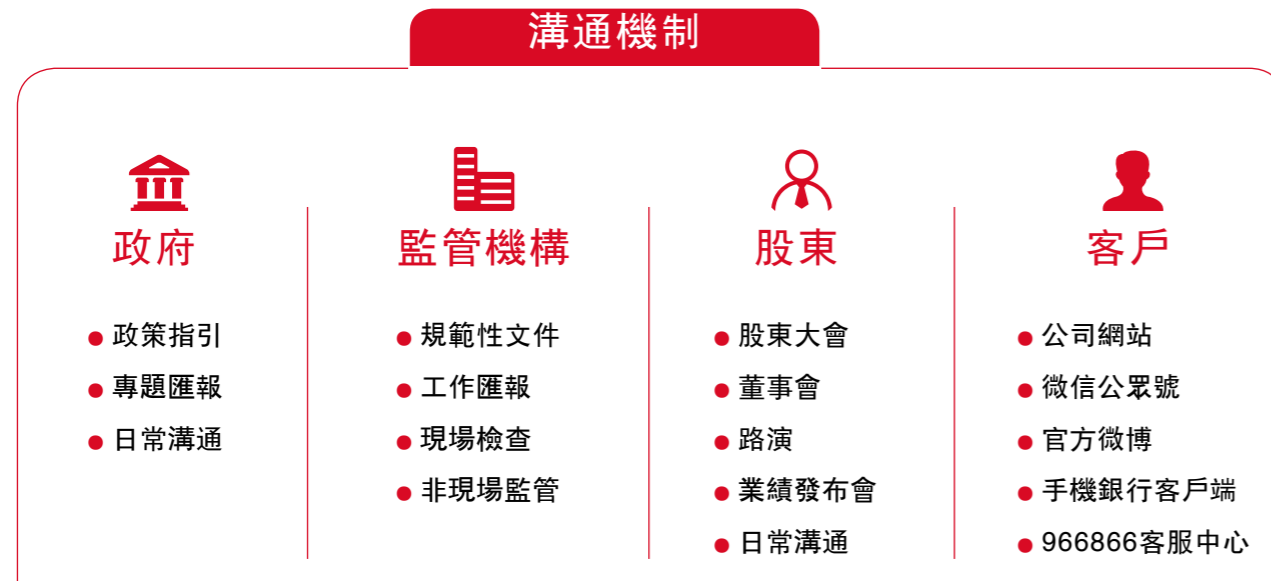 溝通機制
政府
政策指引
專題匯報
日常溝通
監管機構
規範性文件
工作匯報
現場檢查
非現場監管
股東
股東大會
董事會
路演
業績發布會
日常溝通
客戶
公司網站
微信公眾號
官方微博
手機銀行客戶端
966866客服中心